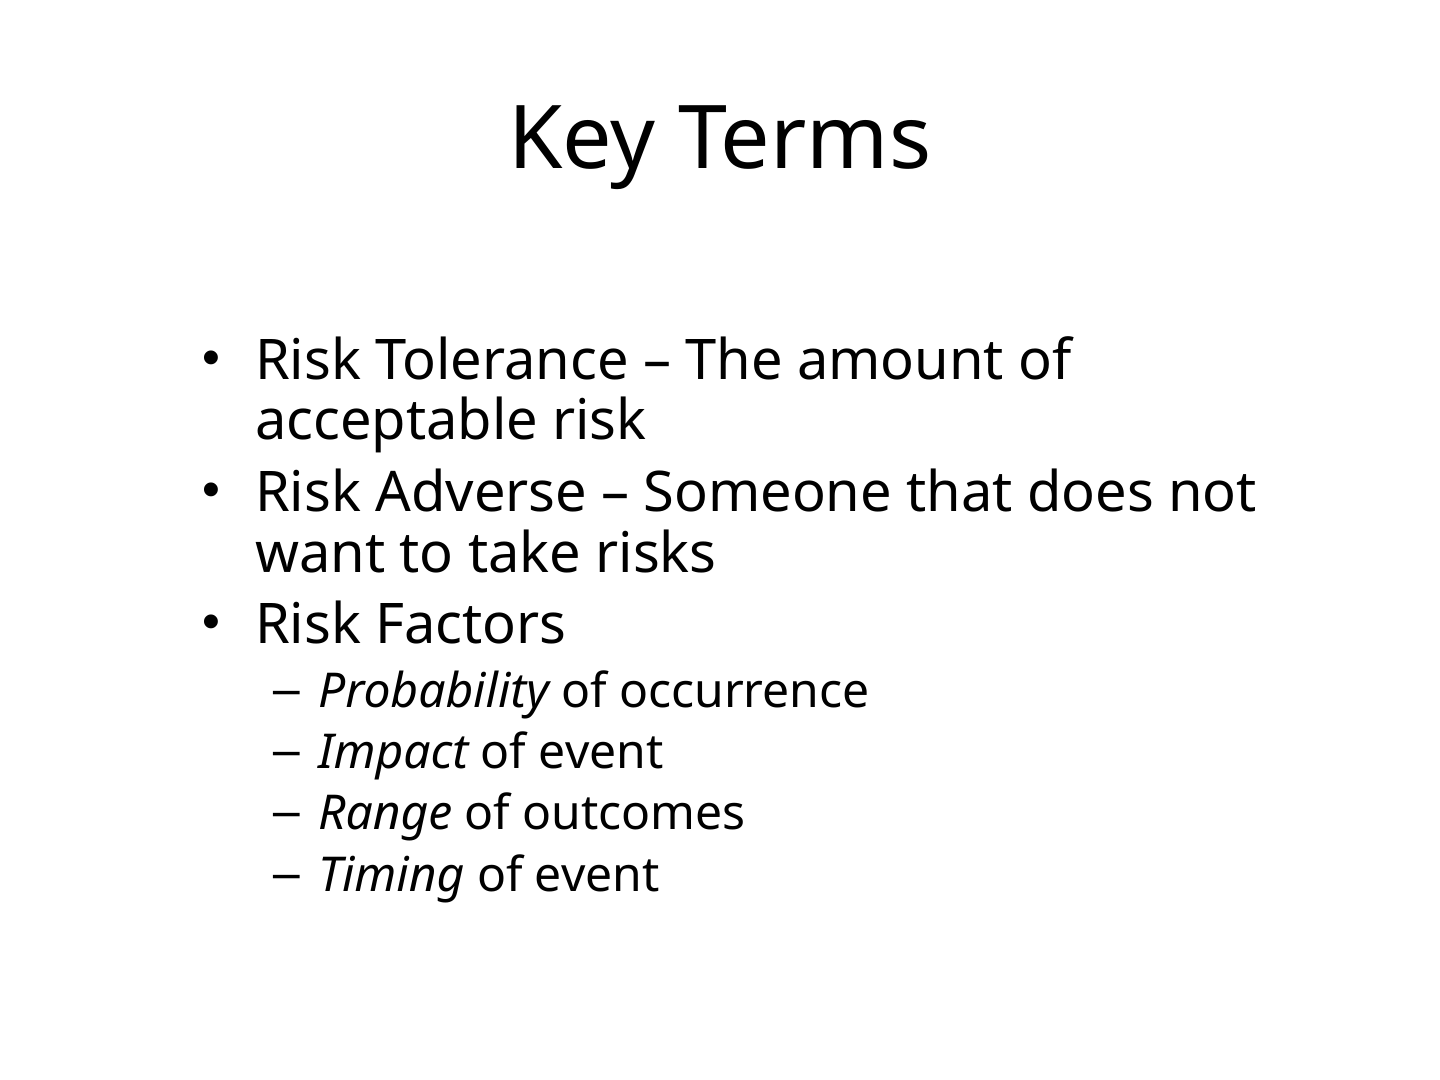 Key Terms
• Risk Tolerance – The amount of
acceptable risk
• Risk Adverse – Someone that does not
want to take risks
• Risk Factors
– Probability of occurrence
– Impact of event
– Range of outcomes
– Timing of event